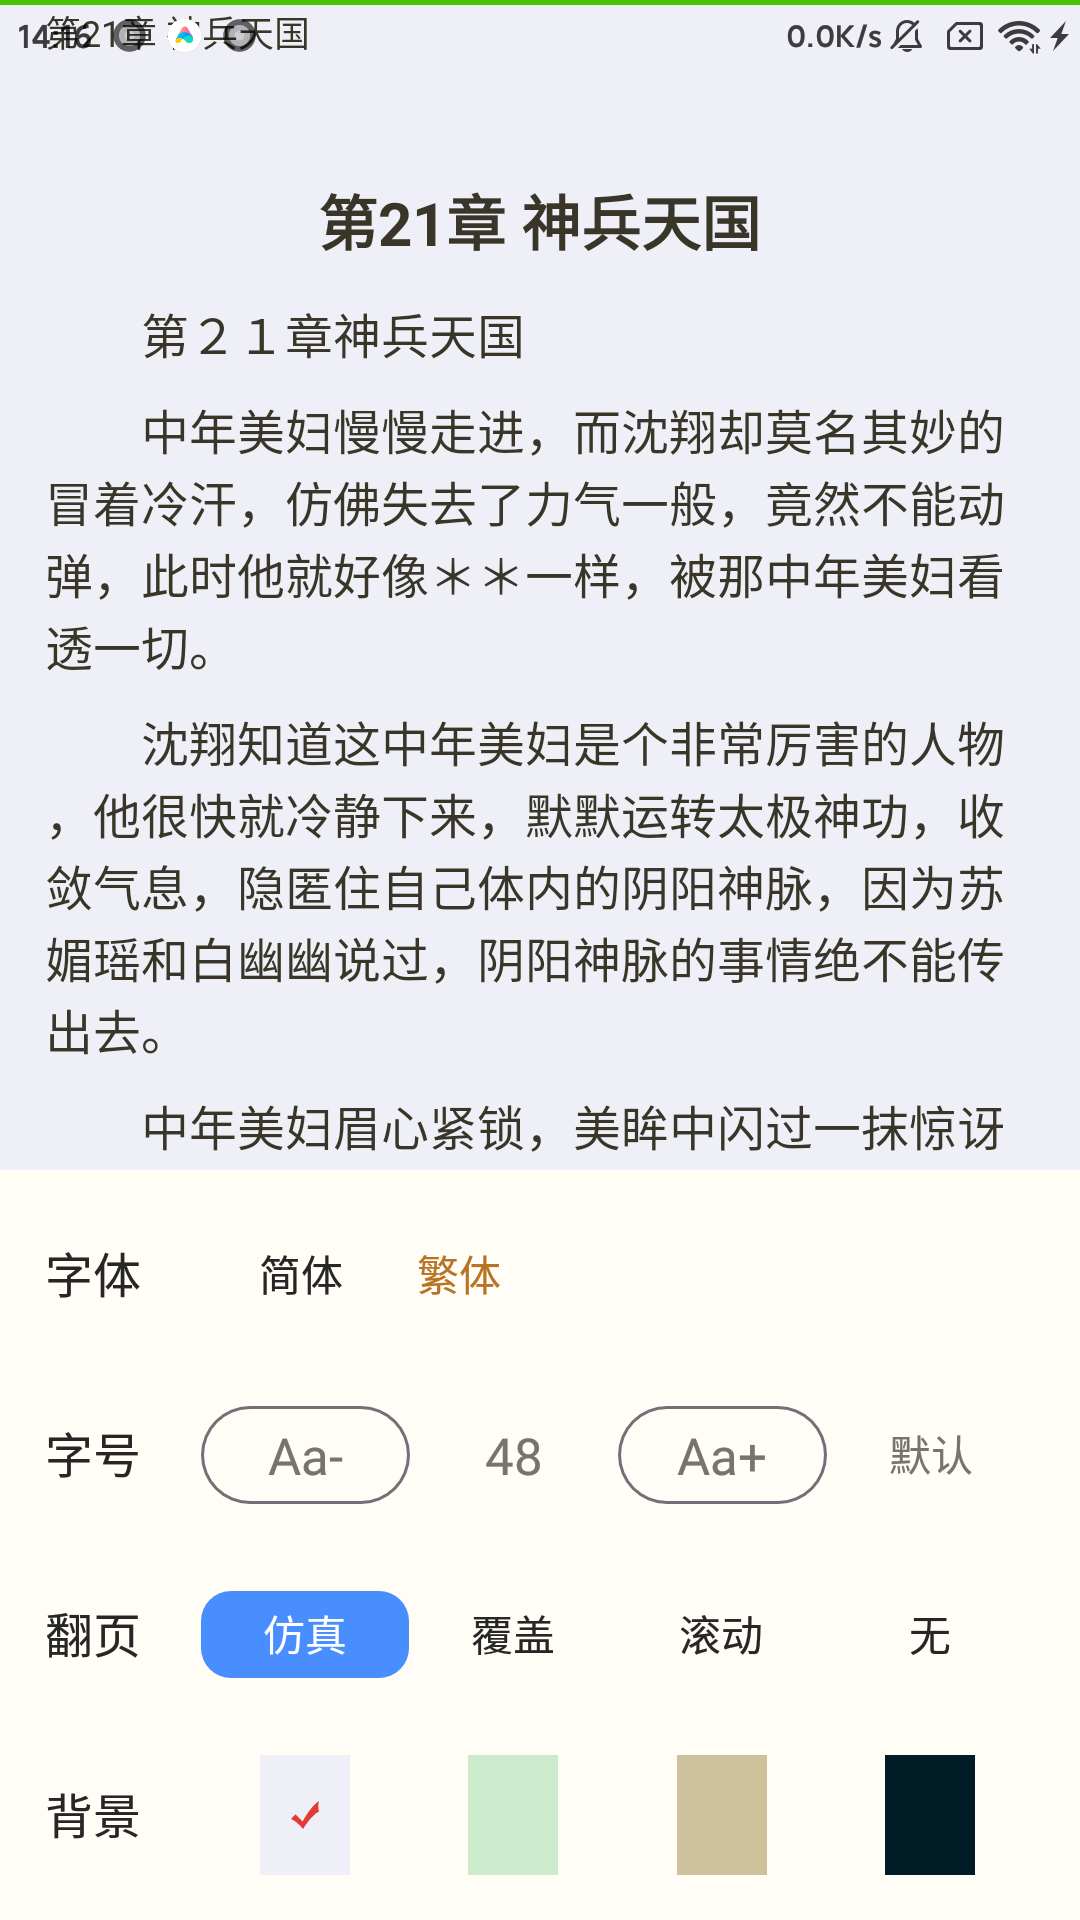 14:16 第21章 神兵天国 0.0K/s
第21章 神兵天国
第２１章神兵天国
中年美妇慢慢走进，而沈翔却莫名其妙的
冒着冷汗，仿佛失去了力气一般，竟然不能动
弹，此时他就好像＊＊一样，被那中年美妇看
透一切。
沈翔知道这中年美妇是个非常厉害的人物
，他很快就冷静下来，默默运转太极神功，收
敛气息，隐匿住自己体内的阴阳神脉，因为苏
媚瑶和白幽幽说过，阴阳神脉的事情绝不能传
出去。
中年美妇眉心紧锁，美眸中闪过一抹惊讶
字体 简体 繁体
字号 Aa- 48 Aa+ 默认
翻页 仿真 覆盖 滚动 无
背景